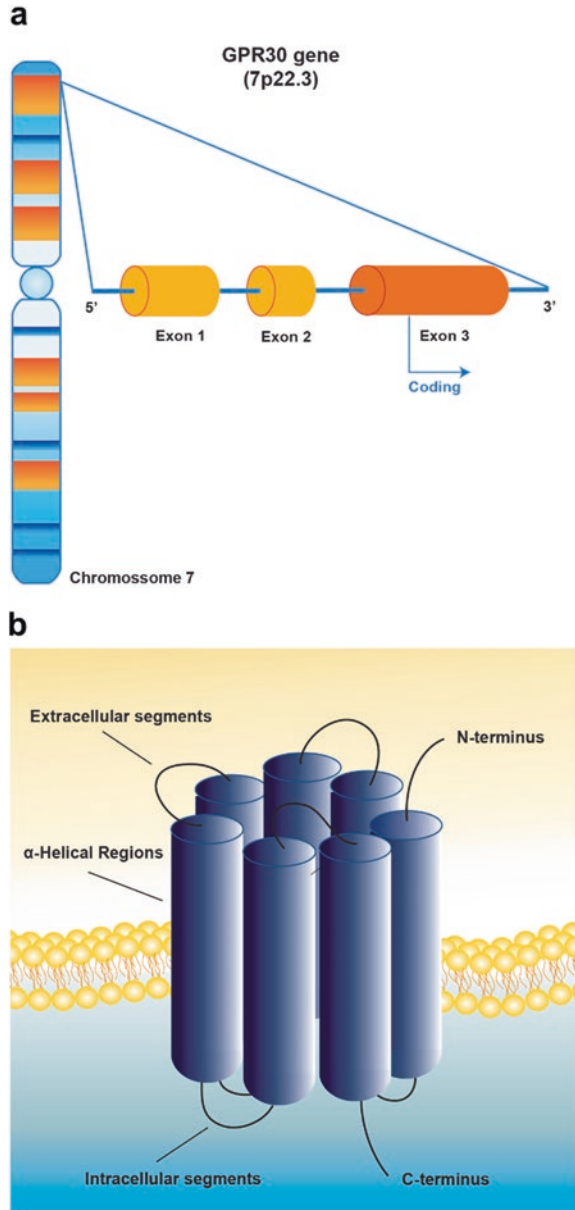 a
GPR30 gene
(7p22.3)
5’
3’
Exon 1
Exon 2
Exon 3
Coding
Chromossome 7
b
Extracellular segments
N-terminus
α-Helical Regions
Intracellular segments
C-terminus